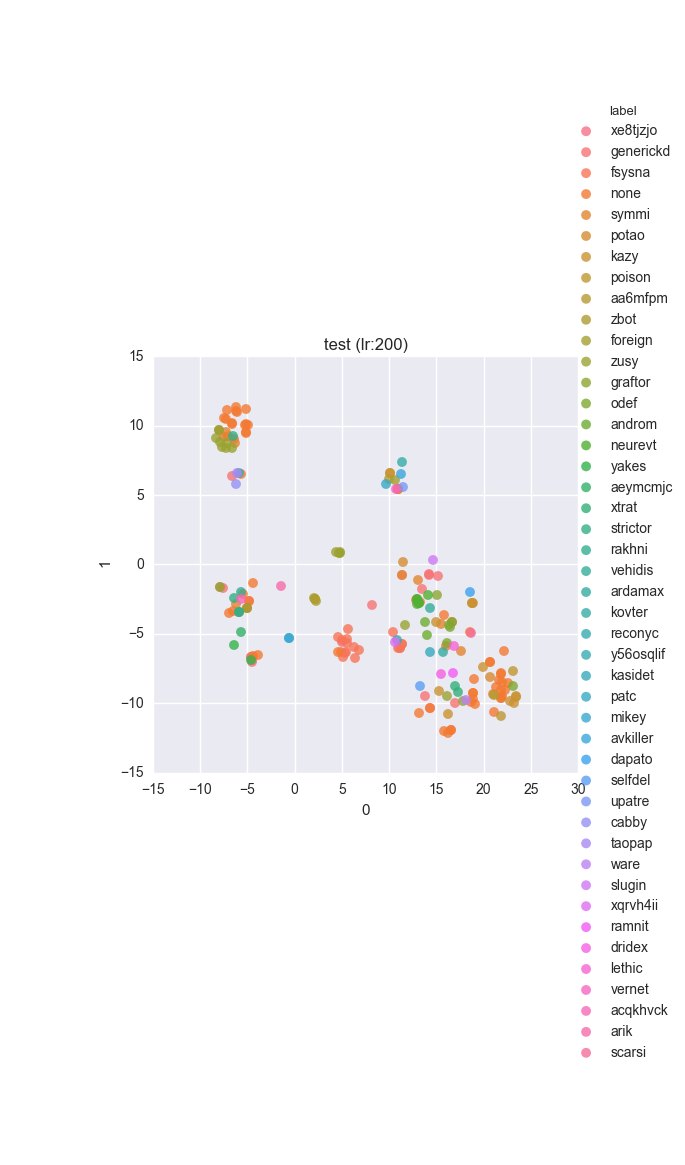 label
xe8tjzjo
generickd
fsysna
none
symmi
potao
kazy
poison
aa6mfpm
zbot
foreign
zusy
graftor
odef
androm
neurevt
yakes
aeymcmjc
xtrat
strictor
rakhni
vehidis
ardamax
kovter
reconyc
y56osqlif
kasidet
patc
mikey
avkiller
dapato
selfdel
upatre
cabby
taopap
ware
slugin
xqrvh4ii
ramnit
dridex
lethic
vernet
acqkhvck
arik
scarsi
test (lr:200)
15
10
5
0
−5
−10
−15
1
−15 −10 −5 0 5 10 15 20 25 30
0